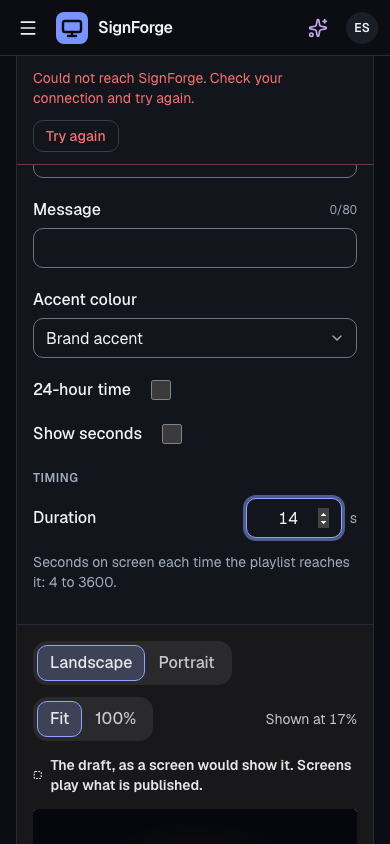 SignForge
ES
Could not reach SignForge. Check your
connection and try again.
Try again
Message
0/80
Accent colour
Brand accent
24-hour time
Show seconds
TIMING
Duration
14
s
Seconds on screen each time the playlist reaches
it: 4 to 3600.
Landscape
Portrait
Fit
100%
Shown at 17%
The draft, as a screen would show it. Screens
play what is published.